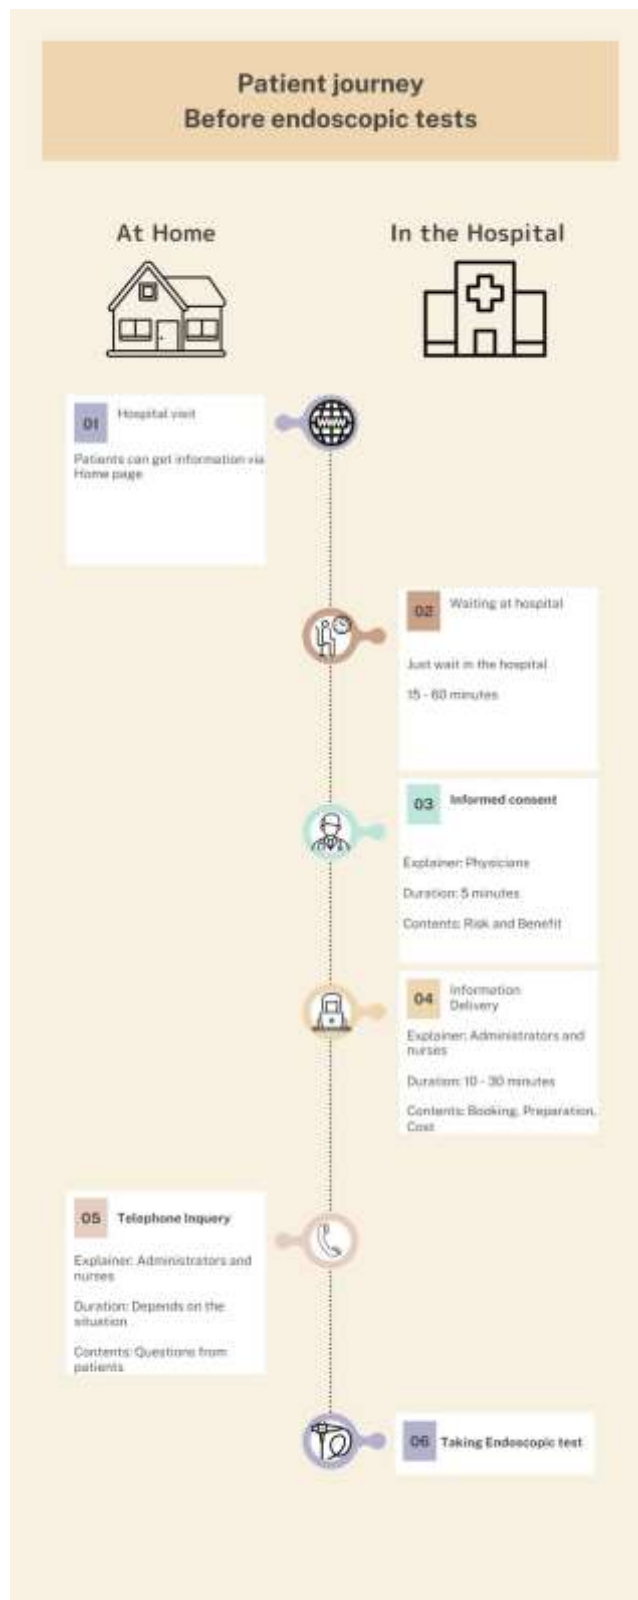 Patient journey
Before endoscopic tests
At Home
In the Hospital
01
Hospital visit
Patients can get information via
Home page
www
02
Waiting at hospital
Just wait in the hospital
15 - 60 minutes
03
Informed consent
Explainer: Physicians
Duration: 5 minutes
Contents: Risk and Benefit
04
Information
Delivery
Explainer: Administrators and
nurses
Duration: 10 - 30 minutes
Contents: Booking, Preparation,
Cost
05
Telephone Inquery
Explainer: Administrators and
nurses
Duration: Depends on the
situation
Contents: Questions from
patients
06
Taking Endoscopic test